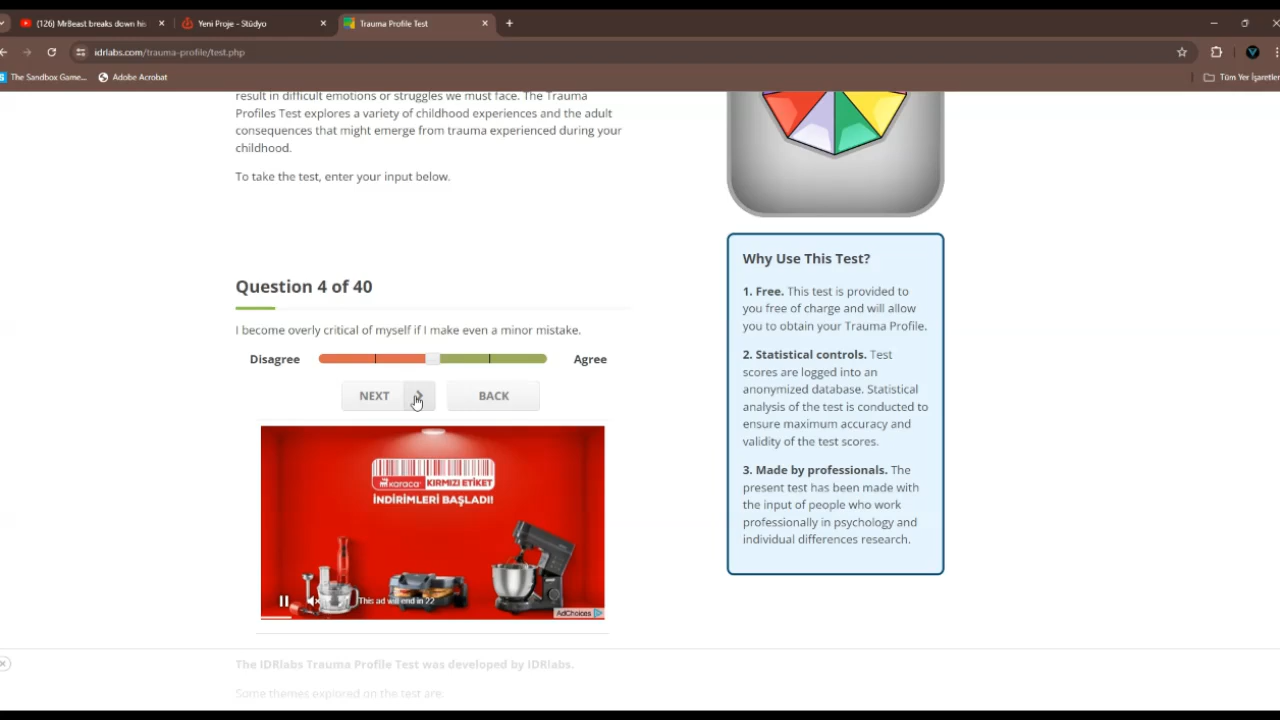 (126) MrBeast breaks down hi
Yeni Proje - Stüdyo
Trauma Profile Test
idrlabs.com/trauma-profile/test.php
The Sandbox Game...
Adobe Acrobat
Tüm Yer İşaretler
result in difficult emotions or struggles we must face. The Trauma
Profiles Test explores a variety of childhood experiences and the adult
consequences that might emerge from trauma experienced during your
childhood.
To take the test, enter your input below.
Question 4 of 40
I become overly critical of myself if I make even a minor mistake.
Disagree
Agree
NEXT
BACK
karaca KIRMIZI ETİKET
İNDİRİMLERİ BAŞLADI!
This ad will end in 22
AdChoices
Why Use This Test?
1. Free. This test is provided to
you free of charge and will allow
you to obtain your Trauma Profile.
2. Statistical controls. Test
scores are logged into an
anonymized database. Statistical
analysis of the test is conducted to
ensure maximum accuracy and
validity of the test scores.
3. Made by professionals. The
present test has been made with
the input of people who work
professionally in psychology and
individual differences research.
The IDRlabs Trauma Profile Test was developed by IDRlabs.
Some themes explored on the test are: